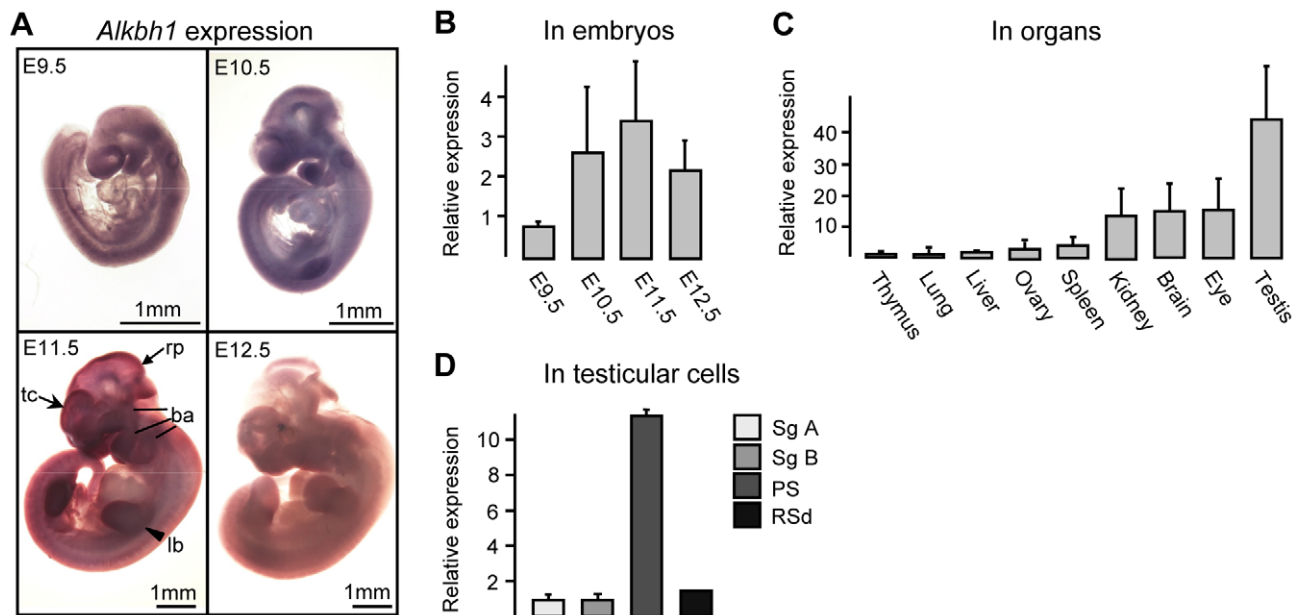 A
Alkbh1 expression
E9.5
1mm
E10.5
1mm
E11.5
rp
tc
ba
lb
1mm
E12.5
1mm
B
In embryos
Relative expression
4
3
2
1
E9.5
E10.5
E11.5
E12.5
C
In organs
Relative expression
40
30
20
10
Thymus
Lung
Liver
Ovary
Spleen
Kidney
Brain
Eye
Testis
D
In testicular cells
Relative expression
10
8
6
4
2
Sg A
Sg B
PS
RSd